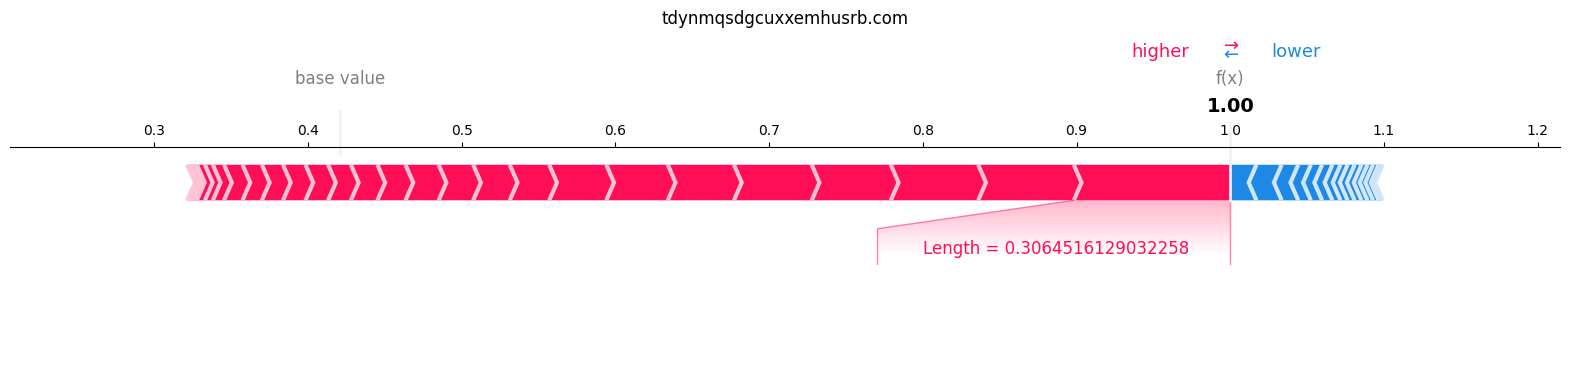 tdynmqsdgcuxxemhusrb.com
higher → ← lower
base value f(x)
1.00
0.3 0.4 0.5 0.6 0.7 0.8 0.9 1 0 1.1 1.2
Length = 0.3064516129032258